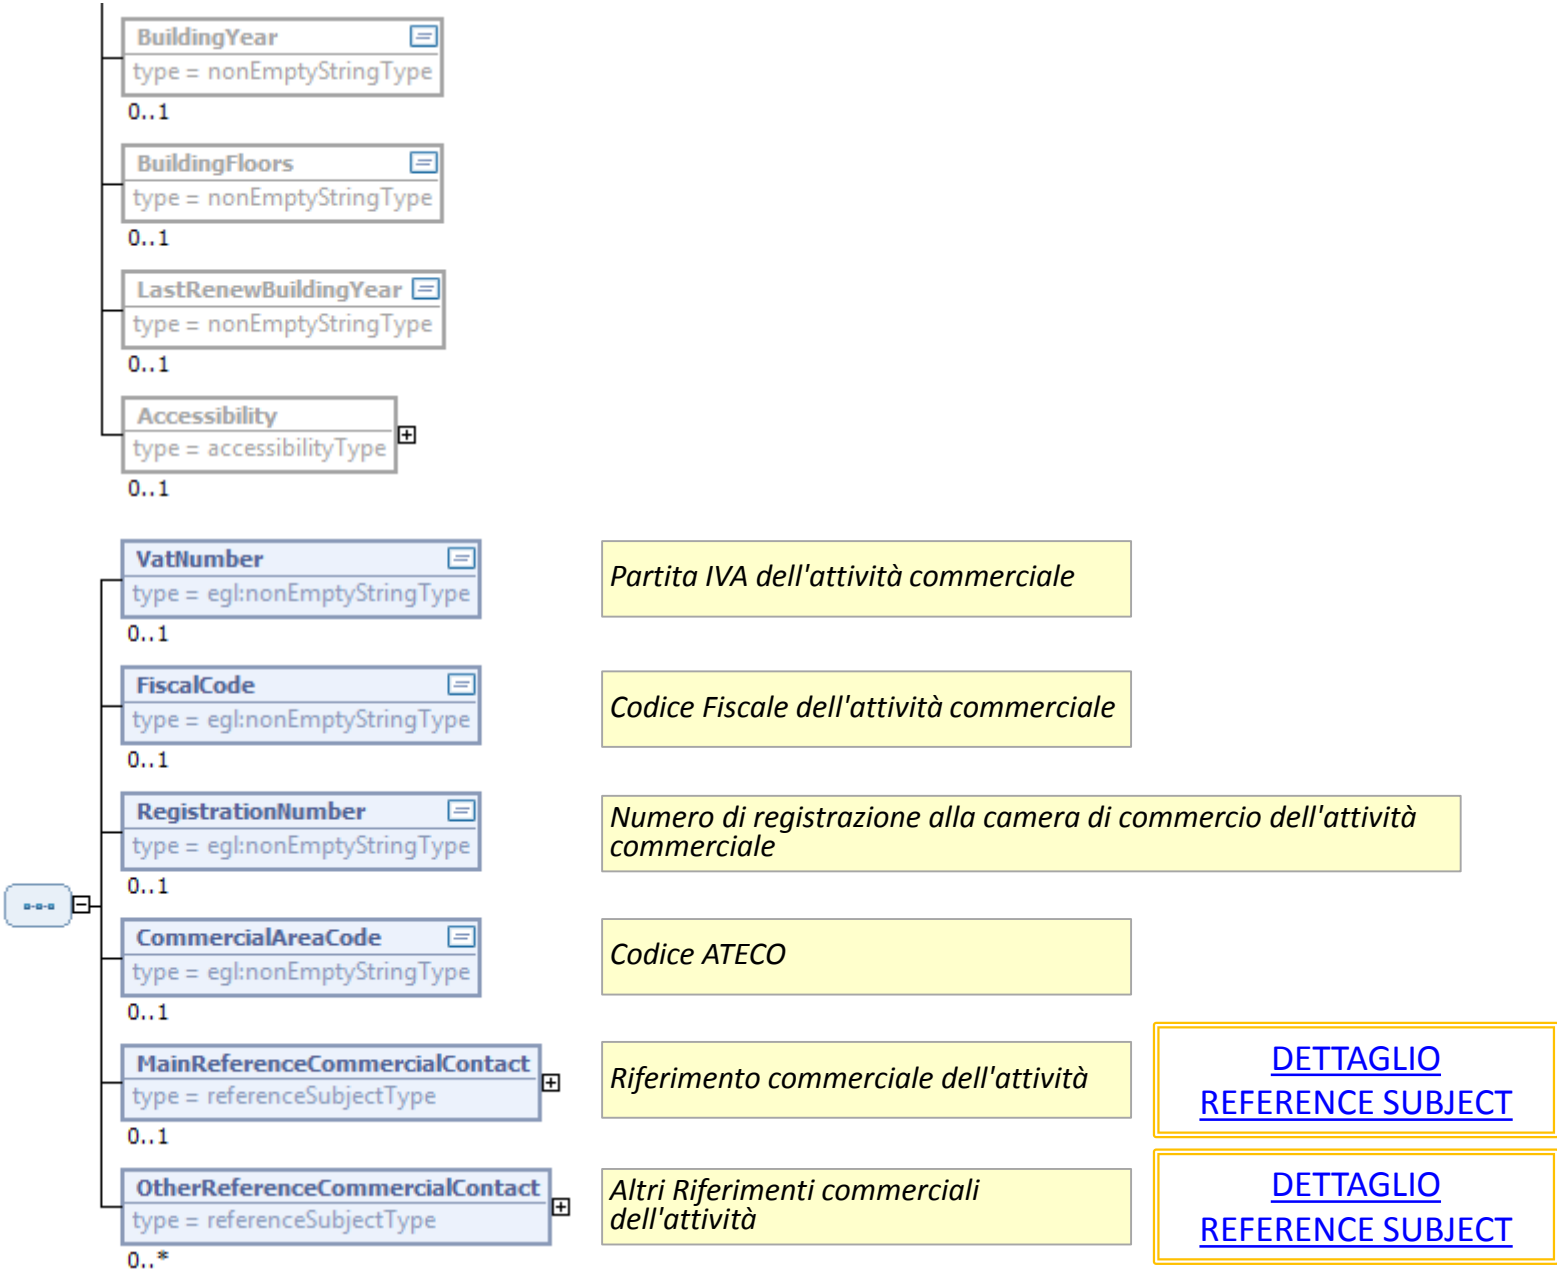 BuildingYear
type = nonEmptyStringType
0..1
BuildingFloors
type = nonEmptyStringType
0..1
LastRenewBuildingYear
type = nonEmptyStringType
0..1
Accessibility
type = accessibilityType
0..1
VatNumber
type = egl:nonEmptyStringType
0..1
Partita IVA dell'attività commerciale
FiscalCode
type = egl:nonEmptyStringType
0..1
Codice Fiscale dell'attività commerciale
RegistrationNumber
type = egl:nonEmptyStringType
0..1
Numero di registrazione alla camera di commercio dell'attività
commerciale
CommercialAreaCode
type = egl:nonEmptyStringType
0..1
Codice ATECO
MainReferenceCommercialContact
type = referenceSubjectType
0..1
Riferimento commerciale dell'attività
DETTAGLIO
REFERENCE SUBJECT
OtherReferenceCommercialContact
type = referenceSubjectType
0..*
Altri Riferimenti commerciali
dell'attività
DETTAGLIO
REFERENCE SUBJECT